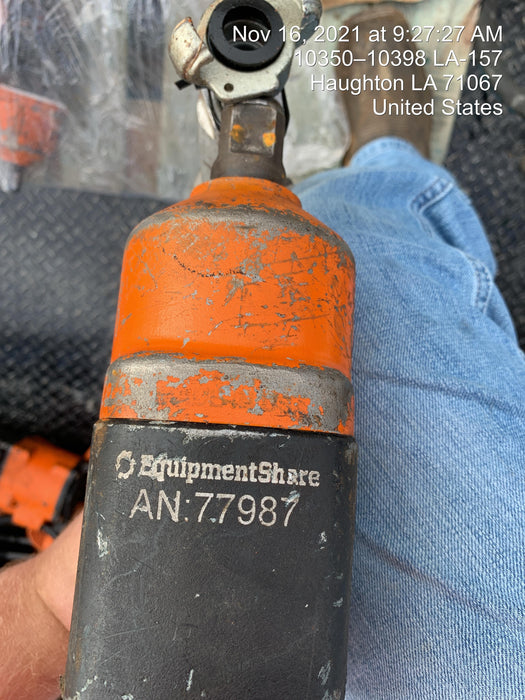 Nov 16, 2021 at 9:27:27 AM
10350–10398 LA-157
Haughton LA 71067
United States
EquipmentShare
AN:77987